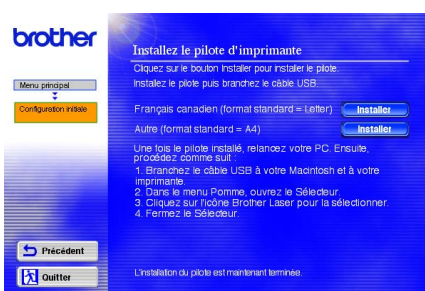 brother
Installez le pilote d'imprimante
Cliquez sur le bouton Installer pour installer le pilote.
Installez le pilote puis branchez le câble USB.
Menu principal
Configuration initiale
Français canadien (format standard = Letter)
Installer
Autre (format standard = A4)
Installer
Une tois le pilote installé, relancez votre PC. Ensuite,
procédez comme suit :
1. Branchez le câble USB à votre Macintosh et à votre
imprimante.
2. Dans le menu Pomme, ouvrez le Sélecteur.
3. Cliquez sur l'icône Brother Laser pour la sélectionner.
4. Fermez le Sélecteur.
Précédent
Quitter
L'installation du pilote est maintenant terminée.